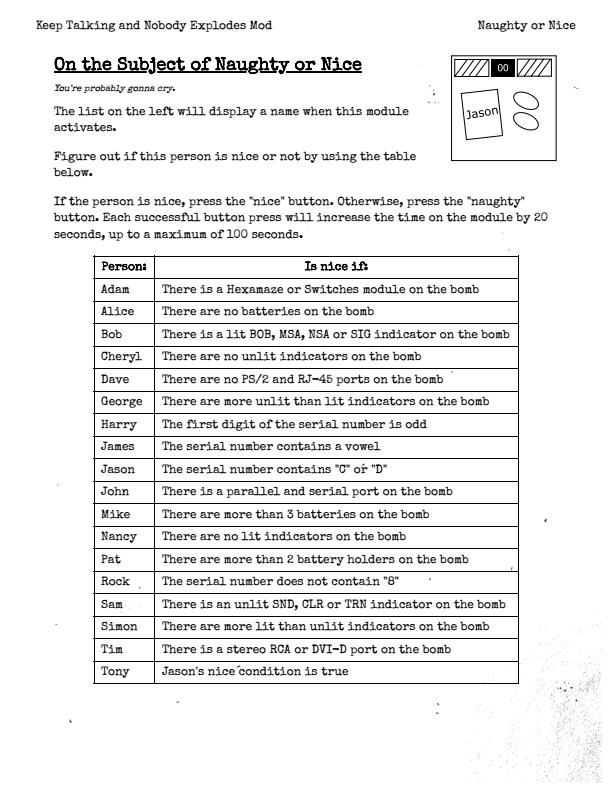 Keep Talking and Nobody Explodes Mod Naughty or Nice
On the Subject of Naughty or Nice
You're probably gonna cry.
00
Jason
The list on the left will display a name when this module
activates.
Figure out if this person is nice or not by using the table
below.
If the person is nice, press the "nice" button. Otherwise, press the "naughty"
button. Each successful button press will increase the time on the module by 20
seconds, up to a maximum of 100 seconds.
Person: Is nice if:
Adam There is a Hexamaze or Switches module on the bomb
Alice There are no batteries on the bomb
Bob There is a lit BOB, MSA, NSA or SIG indicator on the bomb
Cheryl There are no unlit indicators on the bomb
Dave There are no PS/2 and RJ-45 ports on the bomb
George There are more unlit than lit indicators on the bomb
Harry The first digit of the serial number is odd
James The serial number contains a vowel
Jason The serial number contains "C" or "D"
John There is a parallel and serial port on the bomb
Mike There are more than 3 batteries on the bomb
Nancy There are no lit indicators on the bomb
Pat There are more than 2 battery holders on the bomb
Rock The serial number does not contain "8"
Sam There is an unlit SND, CLR or TRN indicator on the bomb
Simon There are more lit than unlit indicators on the bomb
Tim There is a stereo RCA or DVI-D port on the bomb
Tony Jason's nice condition is true